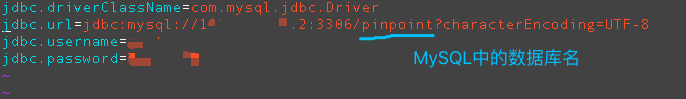 jdbc.driverClassName=com.mysql.jdbc.Driver
jdbc.url=jdbc:mysql://1 .2:3306/pinpoint?characterEncoding=UTF-8
jdbc.username=
jdbc.password=
MySQL中的数据库名
~
~